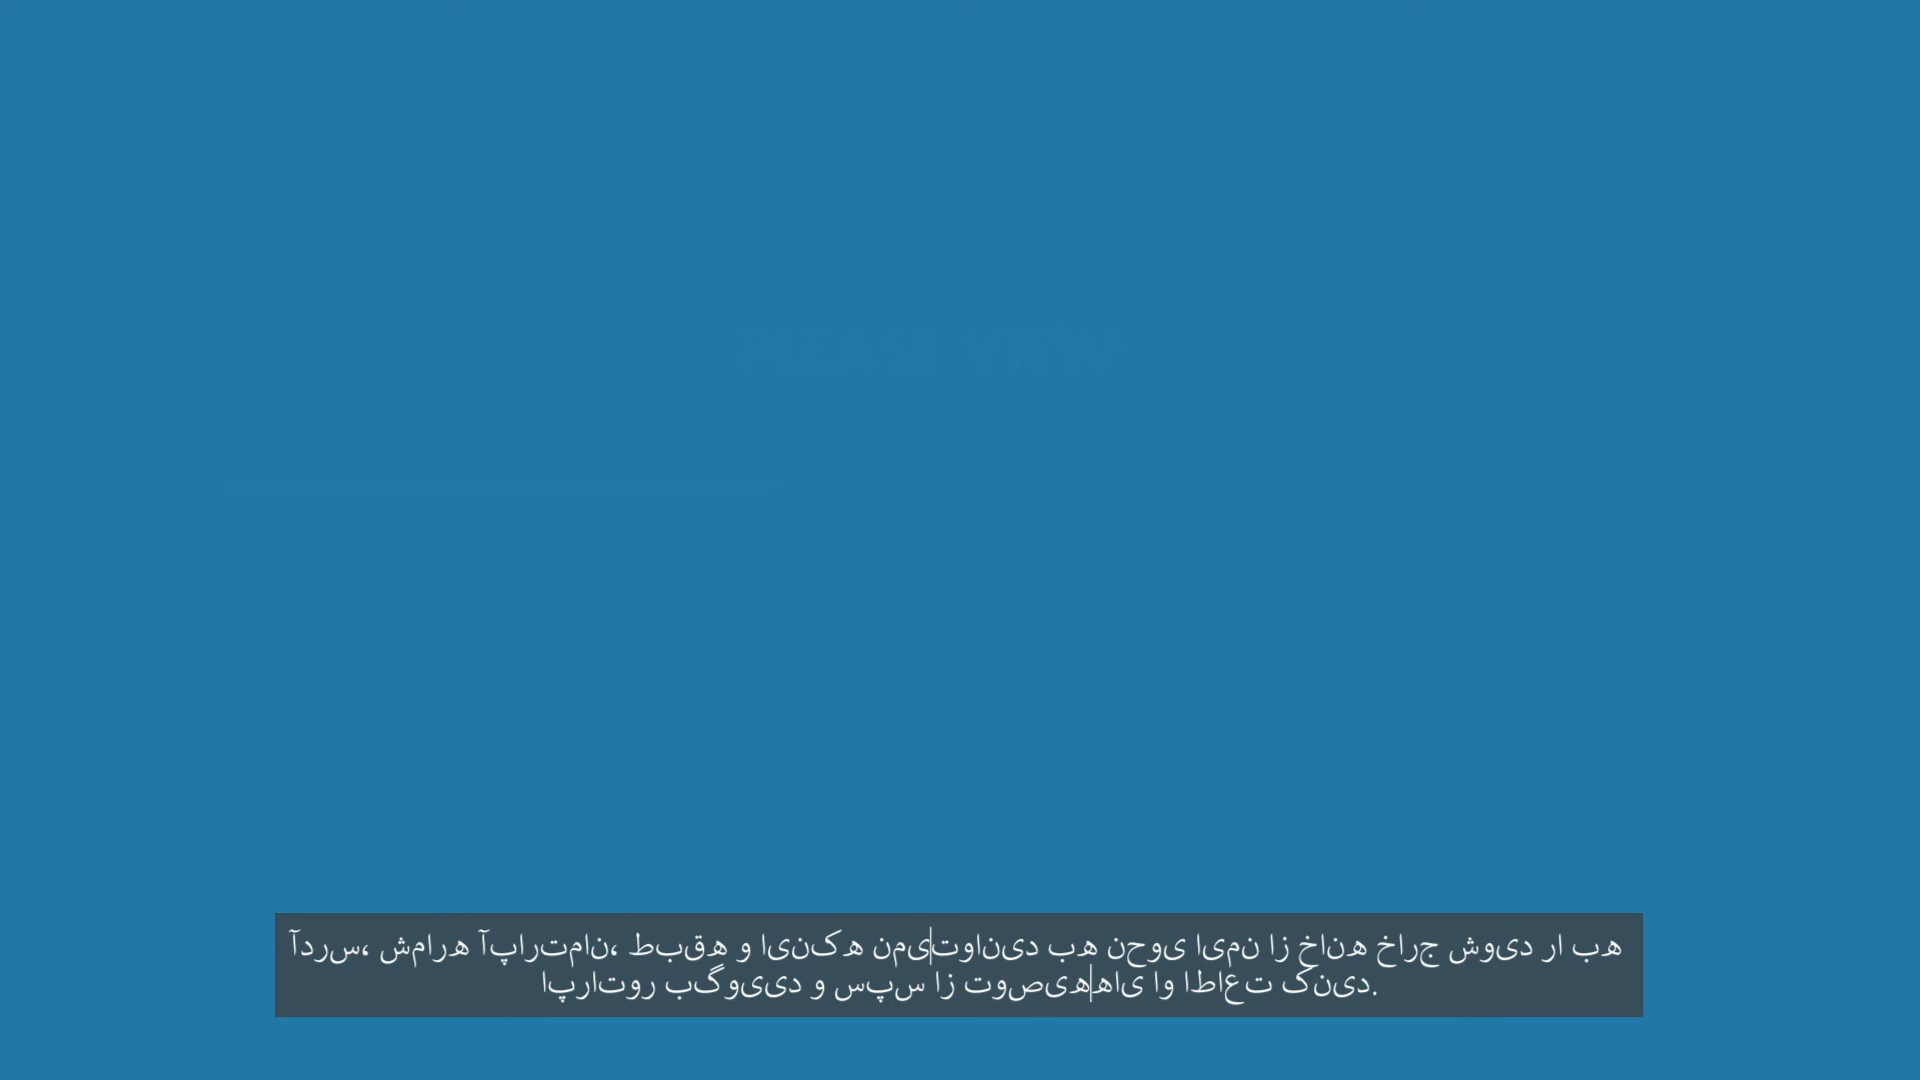 آدرس، شماره آپارتمان، طبقه و اینکه نمی‌توانید به نحوی ایمن از خانه خارج شوید را به
اپراتور بگویید و سپس از توصیه‌های او اطاعت کنید.